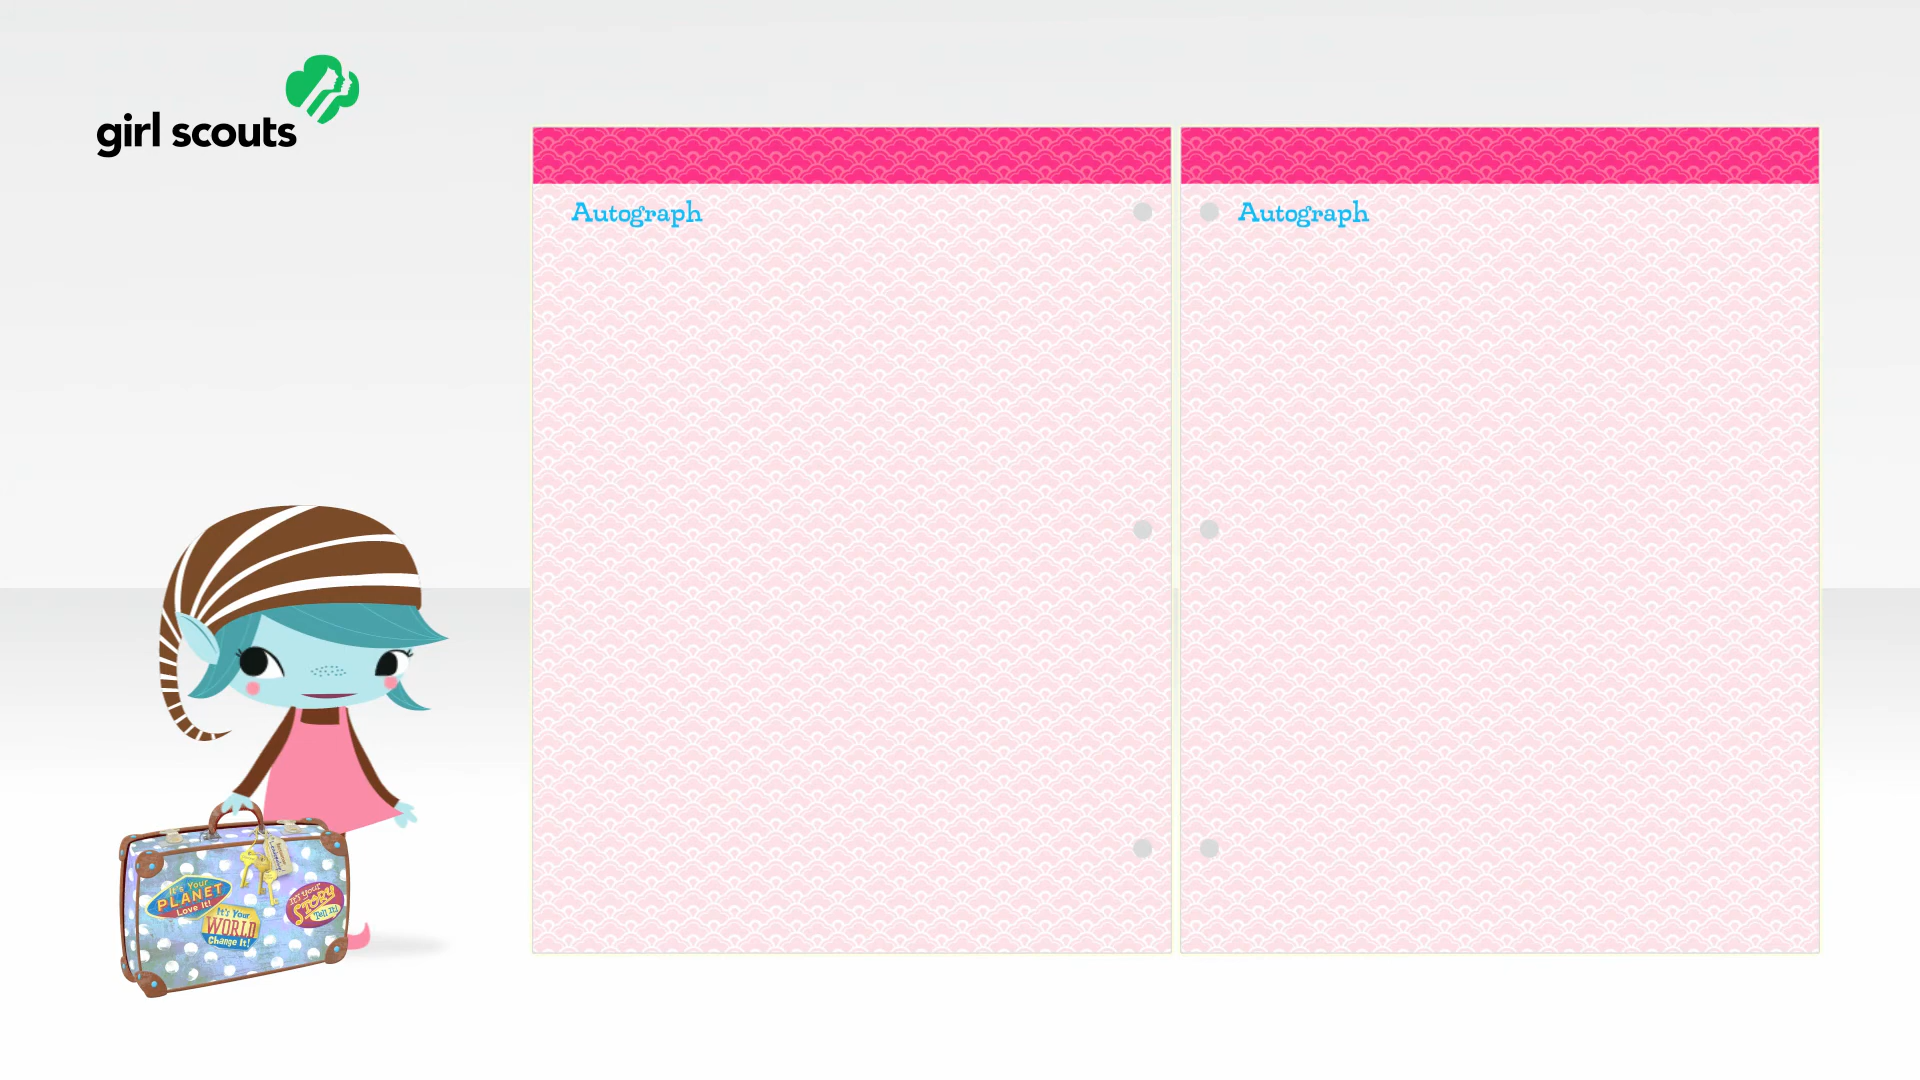 girl scouts
Autograph
Autograph
It's Your
PLANET
Love It!
It's Your
WORLD
Change It!
It's Your
STORY
Tell It!